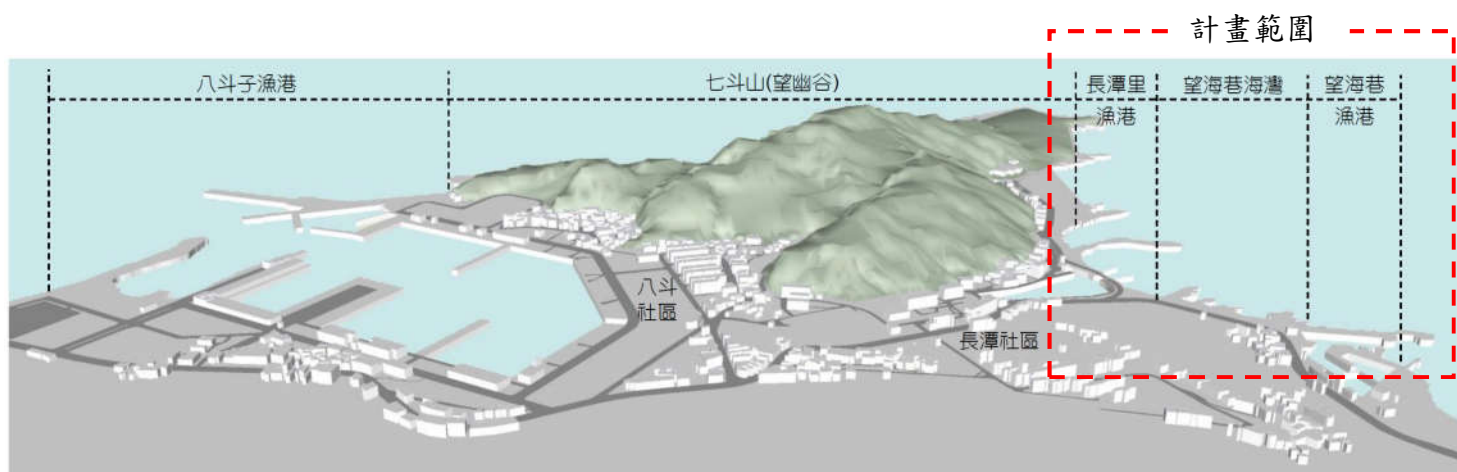 計畫範圍
八斗子漁港
七斗山(望幽谷)
長潭里
漁港
望海巷海灣
望海巷
漁港
八斗
社區
長潭社區